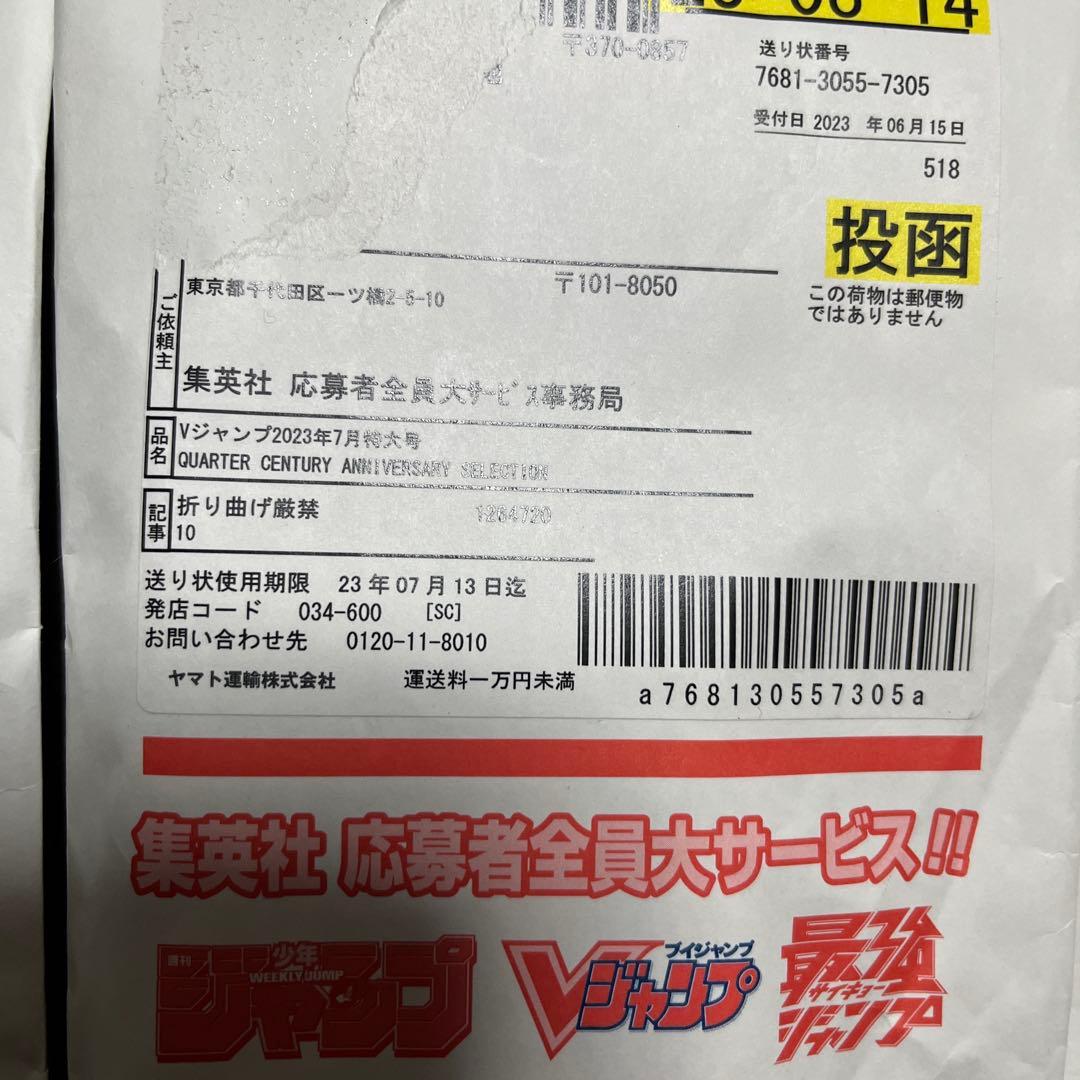 〒370-0857
送り状番号
7681-3055-7305
受付日 2023 年06月15日
518
投函
この荷物は郵便物
ではありません
ご依頼主
東京都千代田区一ツ橋2-5-10 〒101-8050
集英社 応募者全員大サービス事務局
品名
Vジャンプ2023年7月特大号
QUARTER CENTURY ANNIVERSARY SELECTION
記事
折り曲げ厳禁 1264720
10
送り状使用期限 23年07月13日迄
発店コード 034-600 [SC]
お問い合わせ先 0120-11-8010
ヤマト運輸株式会社 運送料一万円未満
a768130557305a
集英社 応募者全員大サービス!!
週刊
少年
WEEKLY JUMP
ジャンプ
ブイジャンプ
Vジャンプ
最強
サイキョー
ジャンプ